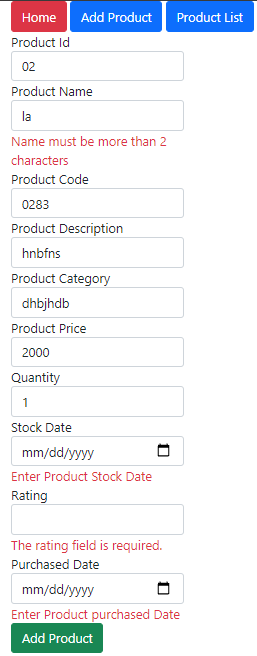 Home Add Product Product List
Product Id
02
Product Name
la
Name must be more than 2
characters
Product Code
0283
Product Description
hnbfns
Product Category
dhbjhdb
Product Price
2000
Quantity
1
Stock Date
mm/dd/yyyy
Enter Product Stock Date
Rating
The rating field is required.
Purchased Date
mm/dd/yyyy
Enter Product purchased Date
Add Product